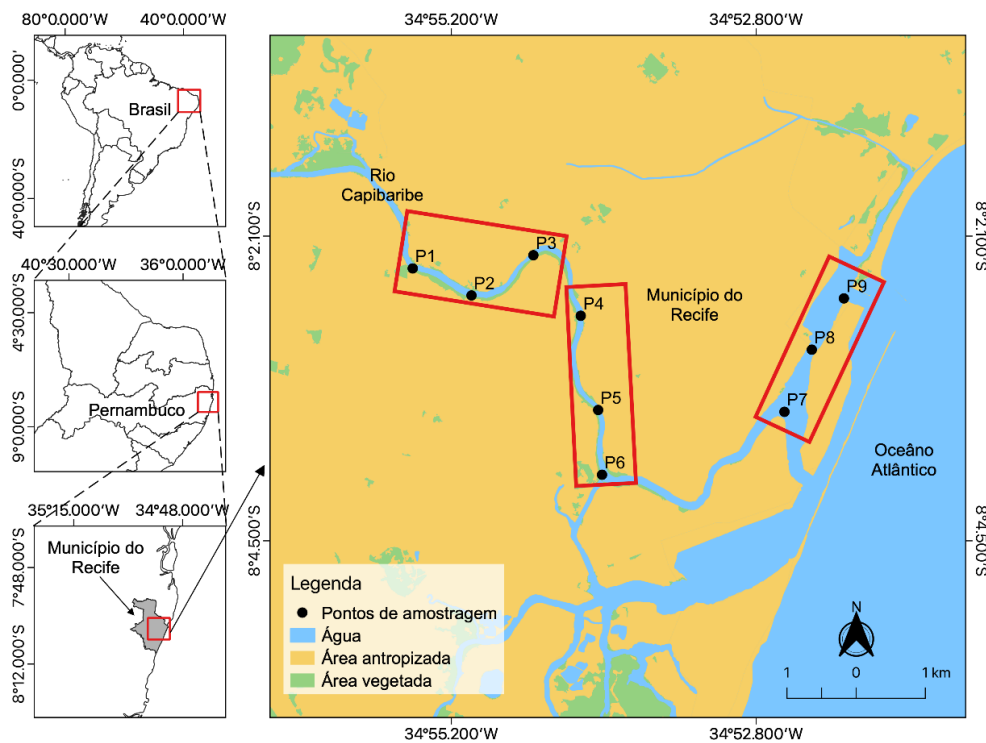 80°0.000'W 40°0.000'W
0°0.000'
40°0.000'S
Brasil
40°30.000'W 36°0.000'W
4°30.000'S
9°0.000'S
Pernambuco
35°15.000'W 34°48.000'W
7°48.000'S
8°12.000'S
Município do
Recife
34°55.200'W 34°52.800'W
8°2.100'S
8°4.500'S
Rio
Capibaribe
P1
P2
P3
P4
P5
P6
Município do
Recife
P9
P8
P7
Oceâno
Atlântico
8°2.100'S
8°4.500'S
Legenda
Pontos de amostragem
Água
Área antropizada
Área vegetada
N
1 0 1 km
34°55.200'W 34°52.800'W